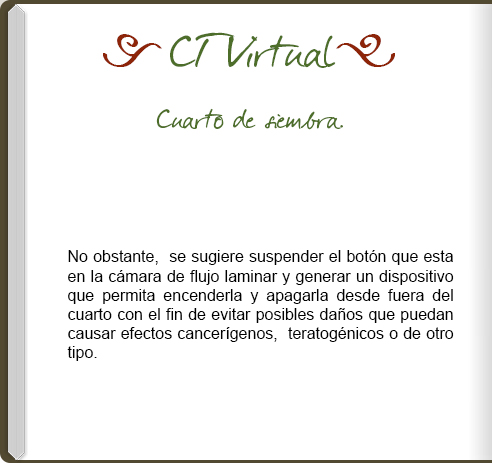 CT Virtual
Cuarto de siembra.
No obstante, se sugiere suspender el botón que esta
en la cámara de flujo laminar y generar un dispositivo
que permita encenderla y apagarla desde fuera del
cuarto con el fin de evitar posibles daños que puedan
causar efectos cancerígenos, teratogénicos o de otro
tipo.